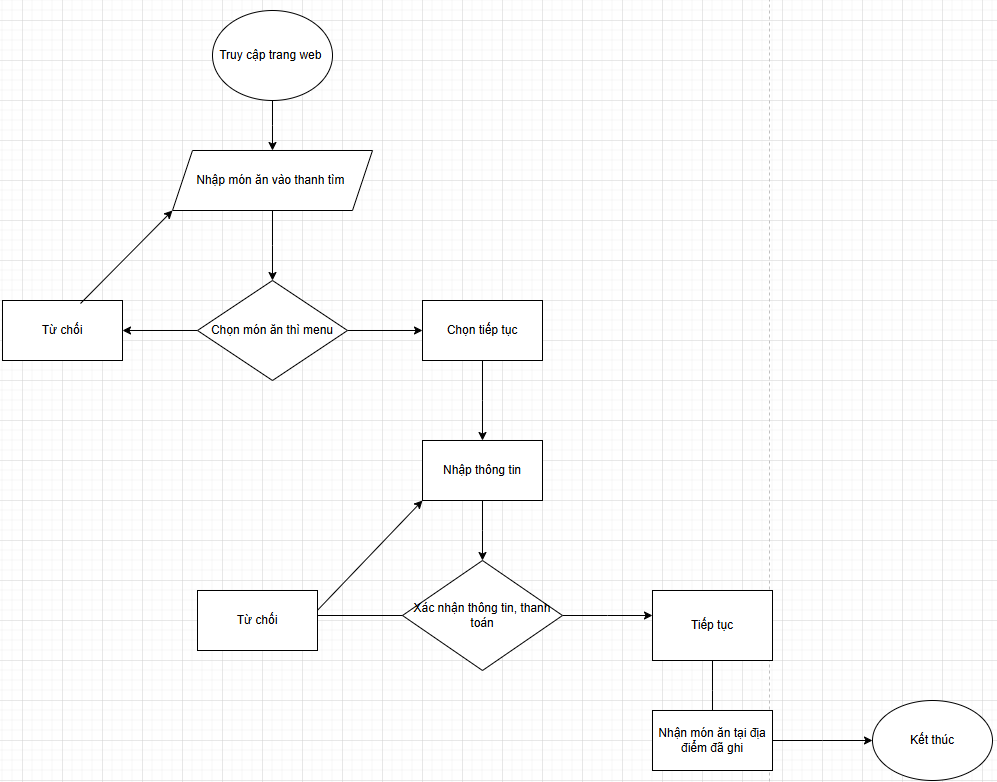 Truy cập trang web
Nhập món ăn vào thanh tìm
Từ chối
Chọn món ăn thì menu
Chọn tiếp tục
Nhập thông tin
Từ chối
Xác nhận thông tin, thanh
toán
Tiếp tục
Nhận món ăn tại địa
điểm đã ghi
Kết thúc